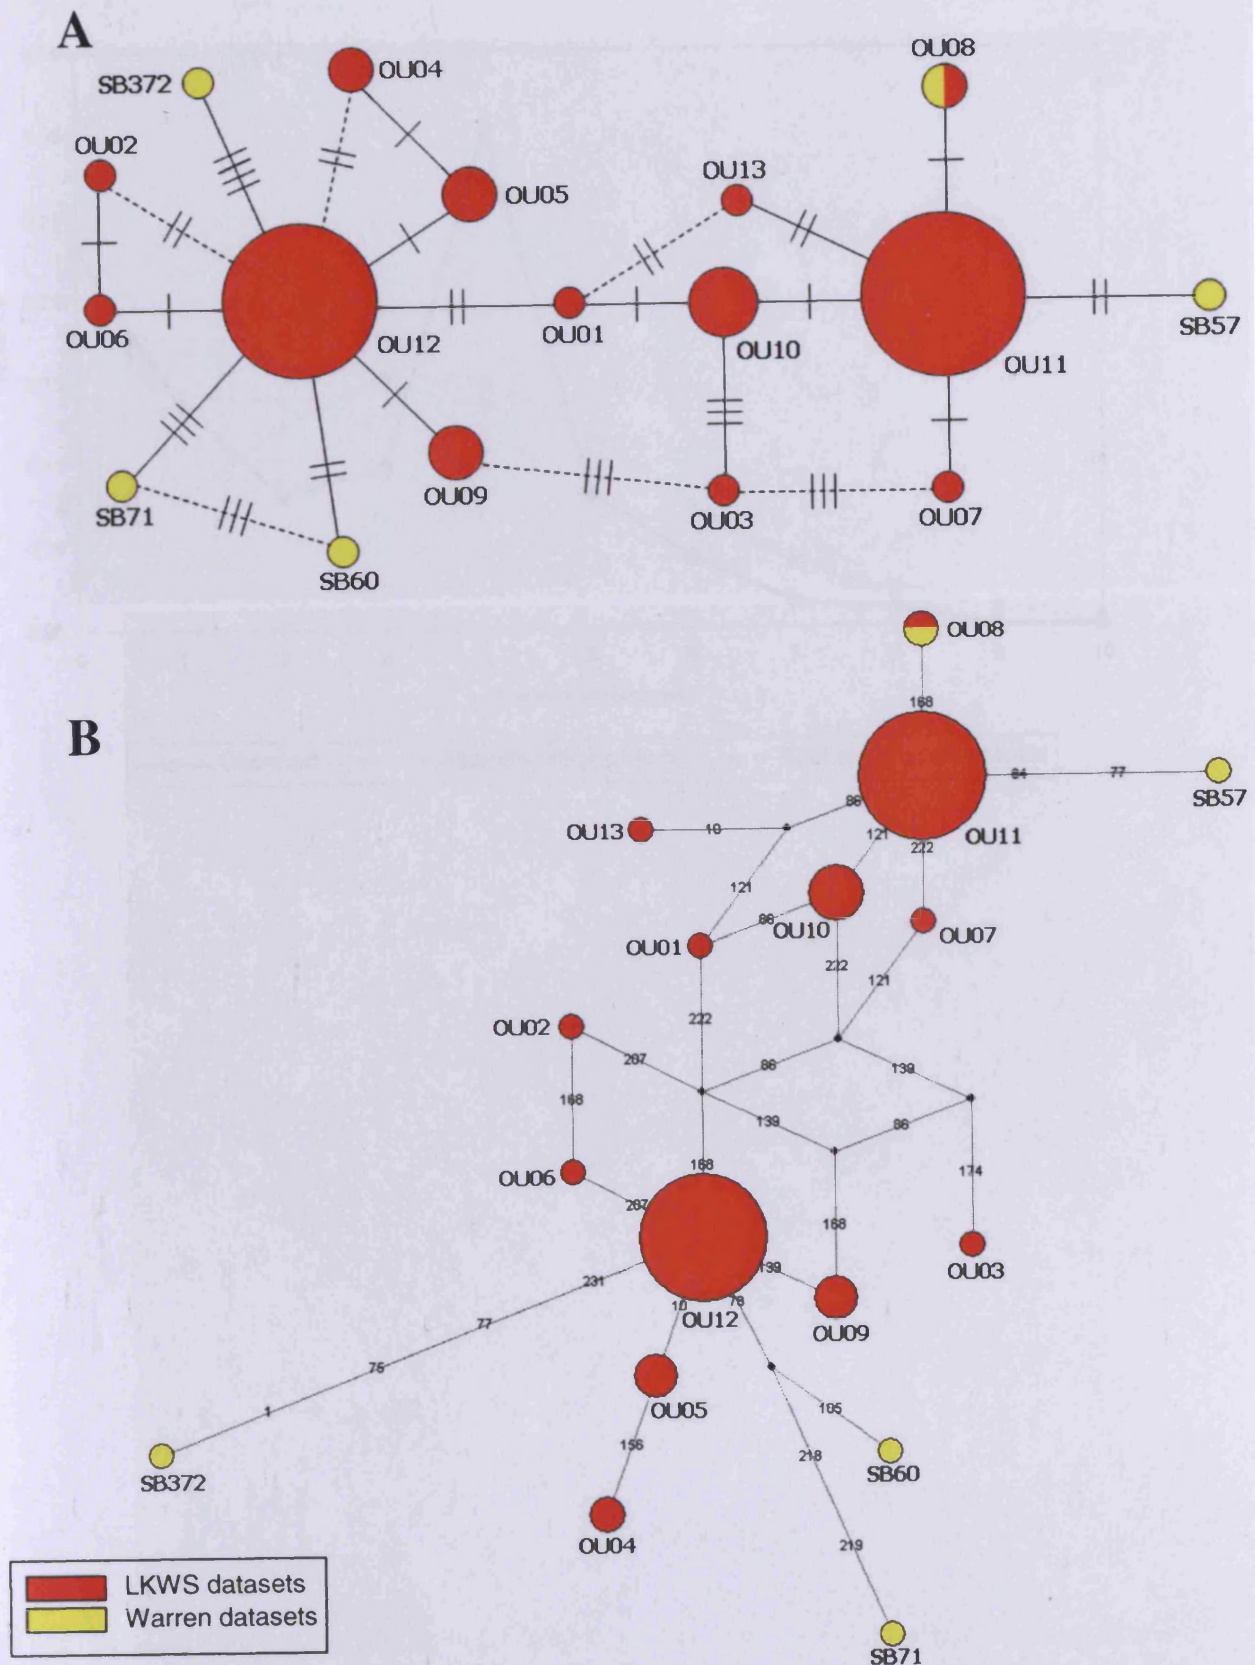 A
OU08
SB372
OU04
OU02
OU13
OU05
OU06
OU12
OU01
OU10
OU11
SB57
SB71
OU09
OU03
OU07
SB60
B
OU08
168
84
77
SB57
OU13
10
86
121
222
OU11
121
86
OU10
OU07
OU01
222
121
222
OU02
207
86
139
168
139
86
174
OU06
207
168
168
OU03
231
139
OU09
77
10
78
OU12
75
OU05
105
1
156
218
SB372
SB60
OU04
219
SB71
LKWS datasets
Warren datasets